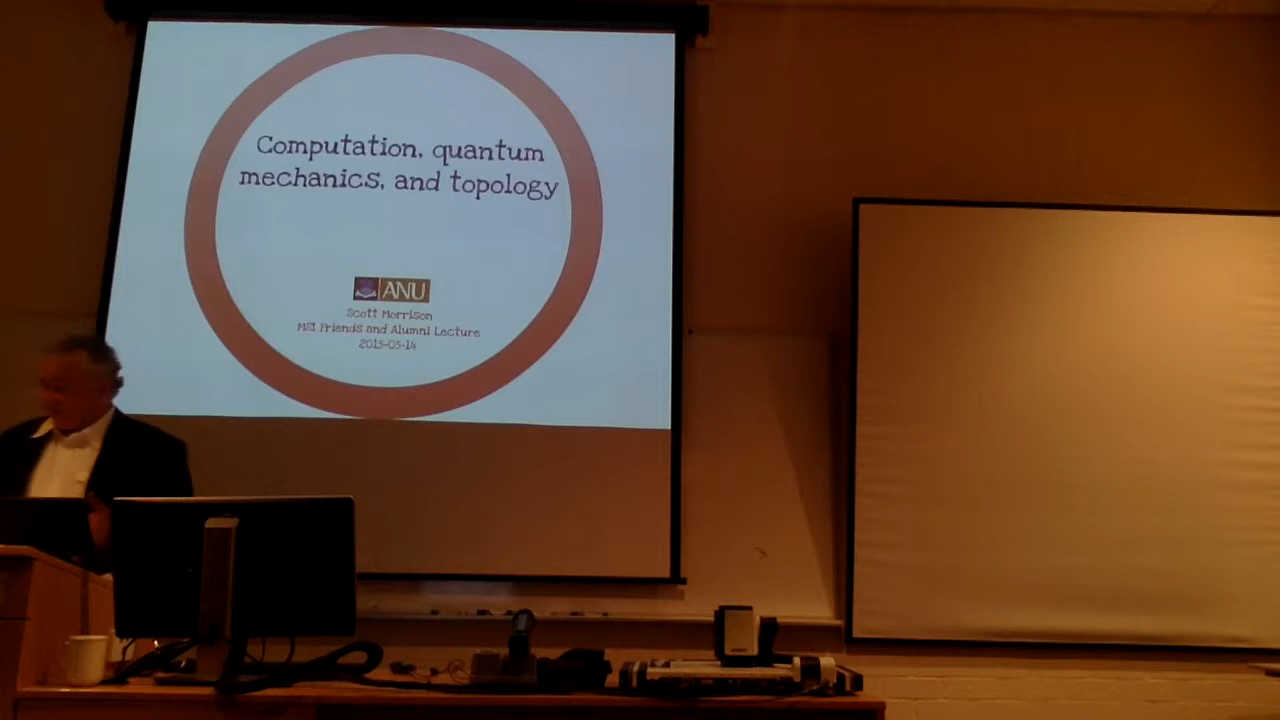 Computation, quantum
mechanics, and topology
ANU
Scott Morrison
MSI Friends and Alumni Lecture
2015-05-14